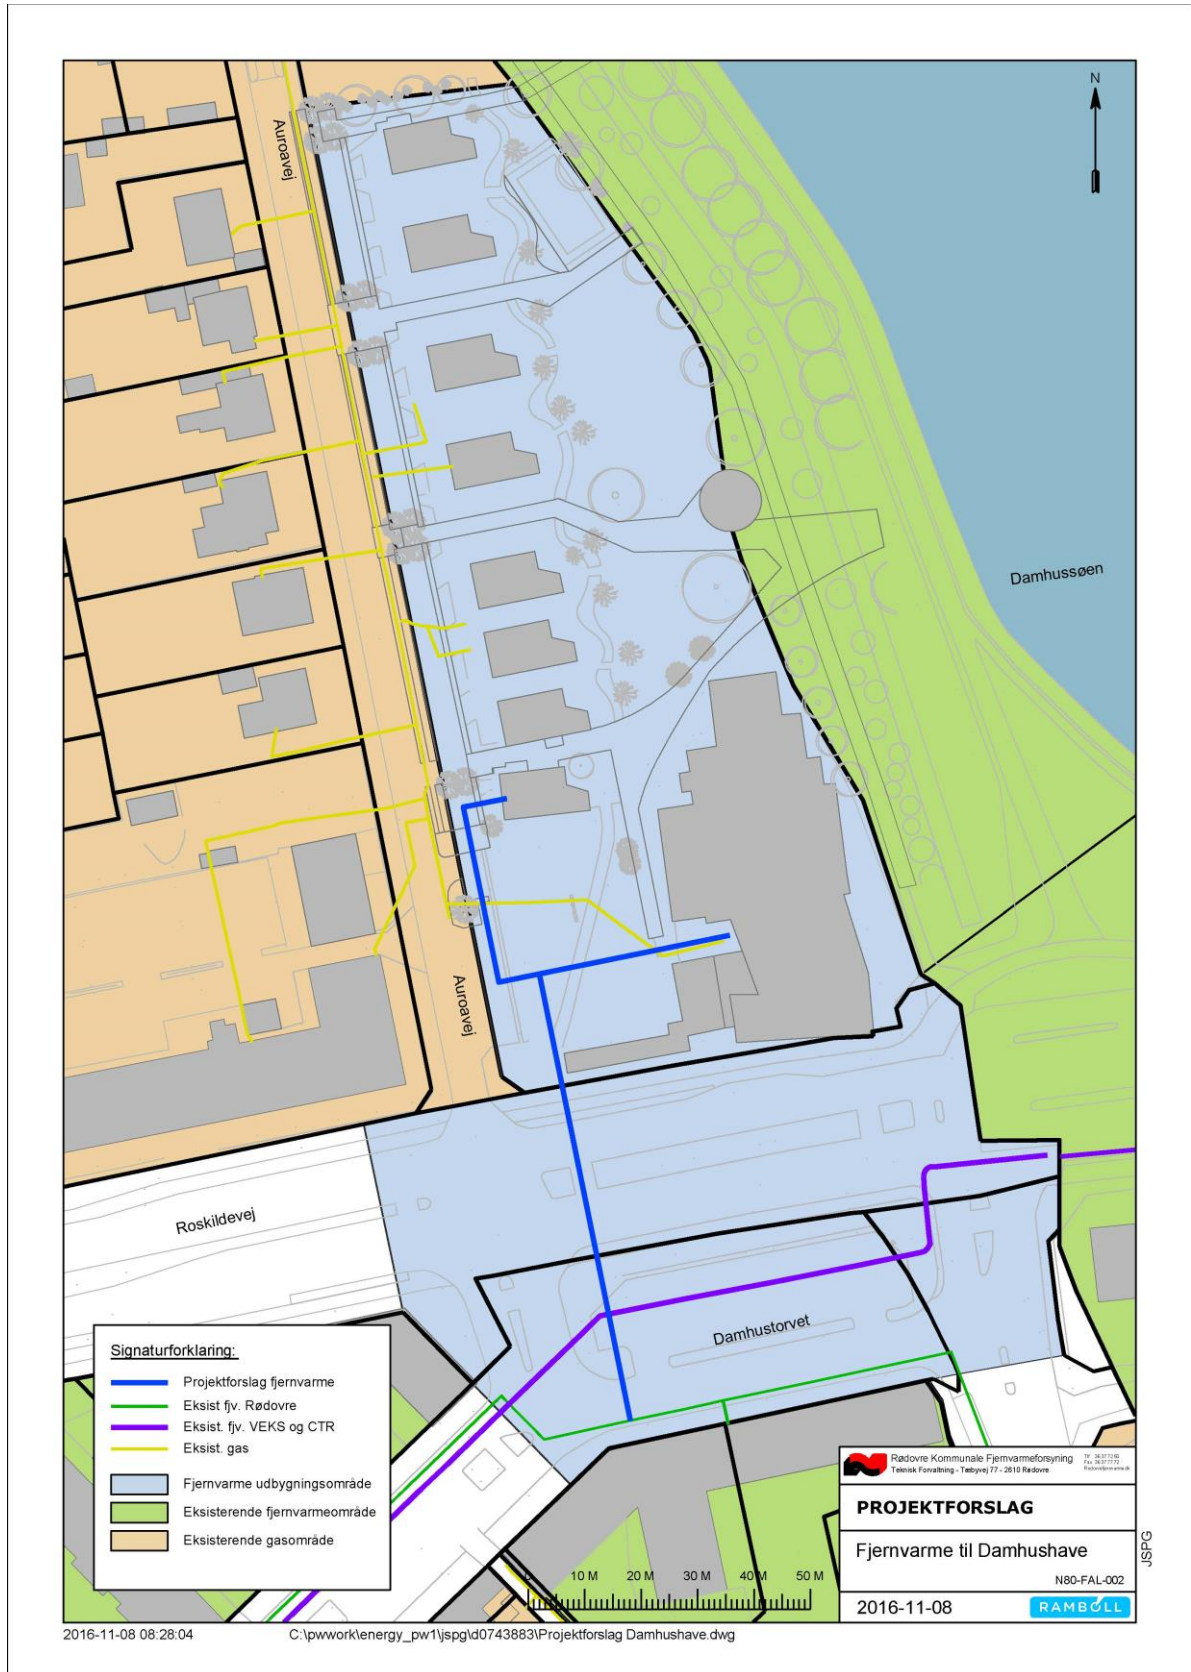 N
Auroavej
Damhussøen
Auroavej
Roskildevej
Damhustorvet
Signaturforklaring:
Projektforslag fjernvarme
Eksist fjv. Rødovre
Eksist. fjv. VEKS og CTR
Eksist. gas
Fjernvarme udbygningsområde
Eksisterende fjernvarmeområde
Eksisterende gasområde
10 M 20 M 30 M 40 M 50 M
Rødovre Kommunale Fjernvarmeforsyning
Teknisk Forvaltning - Tæbyvej 77 - 2610 Rødovre
PROJEKTFORSLAG
Fjernvarme til Damhushave
N80-FAL-002
2016-11-08
RAMBOLL
JSPG
2016-11-08 08:28:04 C:\pwwork\energy_pw1\jspg\d0743883\Projektforslag Damhushave.dwg